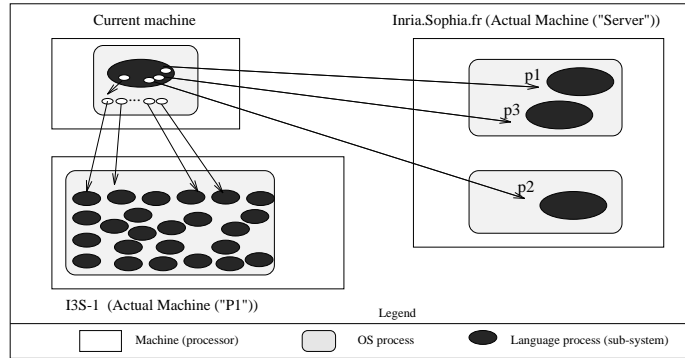 Current machine
Inria.Sophia.fr (Actual Machine ("Server"))
p1
p3
...
p2
I3S-1 (Actual Machine ("P1"))
Legend
Machine (processor)
OS process
Language process (sub-system)